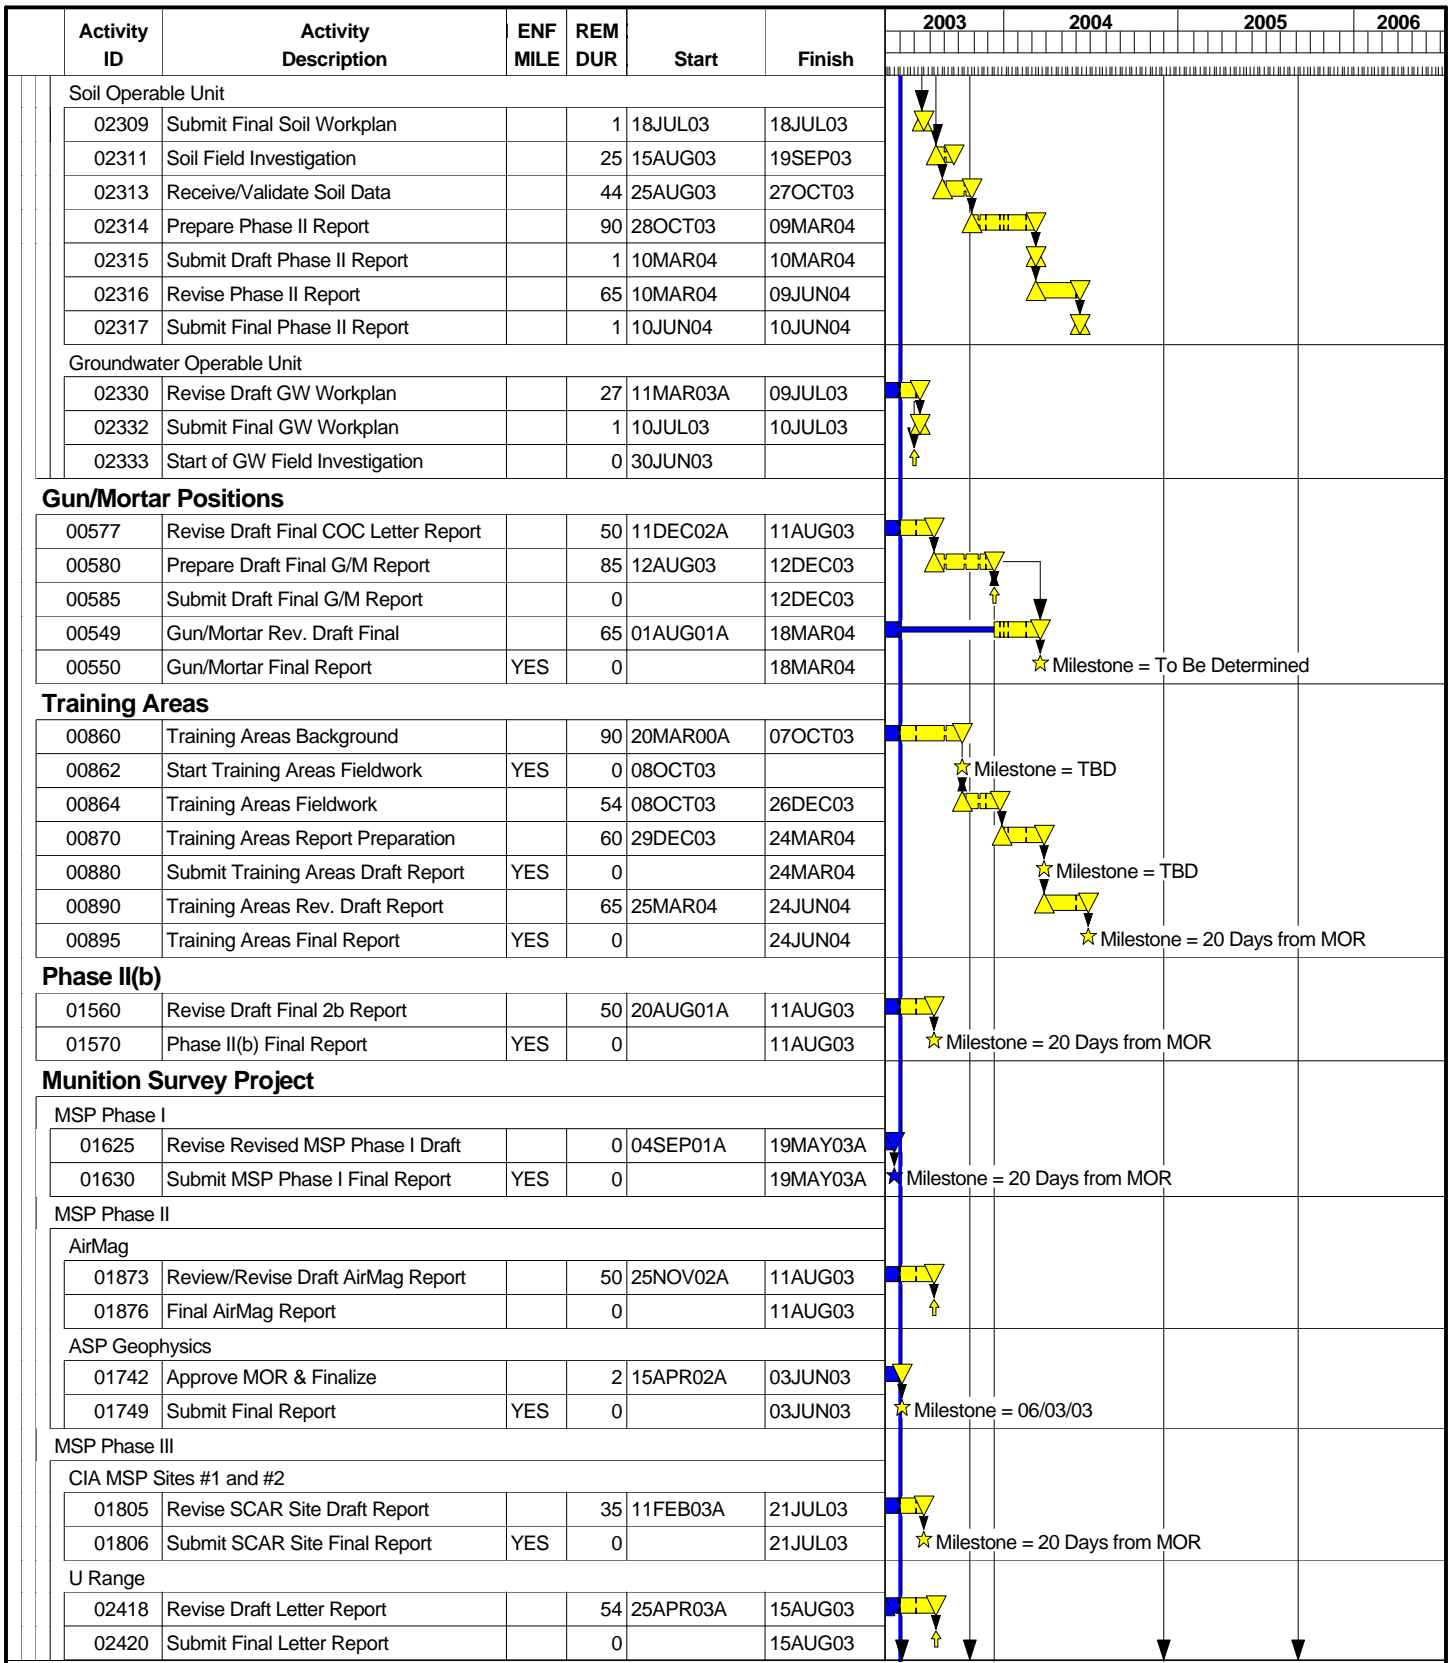 Activity ID Activity Description ENF MILE REM DUR Start Finish 2003 2004 2005 2006
Soil Operable Unit
02309 Submit Final Soil Workplan 1 18JUL03 18JUL03
02311 Soil Field Investigation 25 15AUG03 19SEP03
02313 Receive/Validate Soil Data 44 25AUG03 27OCT03
02314 Prepare Phase II Report 90 28OCT03 09MAR04
02315 Submit Draft Phase II Report 1 10MAR04 10MAR04
02316 Revise Phase II Report 65 10MAR04 09JUN04
02317 Submit Final Phase II Report 1 10JUN04 10JUN04
Groundwater Operable Unit
02330 Revise Draft GW Workplan 27 11MAR03A 09JUL03
02332 Submit Final GW Workplan 1 10JUL03 10JUL03
02333 Start of GW Field Investigation 0 30JUN03
Gun/Mortar Positions
00577 Revise Draft Final COC Letter Report 50 11DEC02A 11AUG03
00580 Prepare Draft Final G/M Report 85 12AUG03 12DEC03
00585 Submit Draft Final G/M Report 0 12DEC03
00549 Gun/Mortar Rev. Draft Final 65 01AUG01A 18MAR04
00550 Gun/Mortar Final Report YES 0 18MAR04 Milestone = To Be Determined
Training Areas
00860 Training Areas Background 90 20MAR00A 07OCT03
00862 Start Training Areas Fieldwork YES 0 08OCT03 Milestone = TBD
00864 Training Areas Fieldwork 54 08OCT03 26DEC03
00870 Training Areas Report Preparation 60 29DEC03 24MAR04
00880 Submit Training Areas Draft Report YES 0 24MAR04 Milestone = TBD
00890 Training Areas Rev. Draft Report 65 25MAR04 24JUN04
00895 Training Areas Final Report YES 0 24JUN04 Milestone = 20 Days from MOR
Phase II(b)
01560 Revise Draft Final 2b Report 50 20AUG01A 11AUG03
01570 Phase II(b) Final Report YES 0 11AUG03 Milestone = 20 Days from MOR
Munition Survey Project
MSP Phase I
01625 Revise Revised MSP Phase I Draft 0 04SEP01A 19MAY03A
01630 Submit MSP Phase I Final Report YES 0 19MAY03A Milestone = 20 Days from MOR
MSP Phase II
AirMag
01873 Review/Revise Draft AirMag Report 50 25NOV02A 11AUG03
01876 Final AirMag Report 0 11AUG03
ASP Geophysics
01742 Approve MOR & Finalize 2 15APR02A 03JUN03
01749 Submit Final Report YES 0 03JUN03 Milestone = 06/03/03
MSP Phase III
CIA MSP Sites #1 and #2
01805 Revise SCAR Site Draft Report 35 11FEB03A 21JUL03
01806 Submit SCAR Site Final Report YES 0 21JUL03 Milestone = 20 Days from MOR
U Range
02418 Revise Draft Letter Report 54 25APR03A 15AUG03
02420 Submit Final Letter Report 0 15AUG03